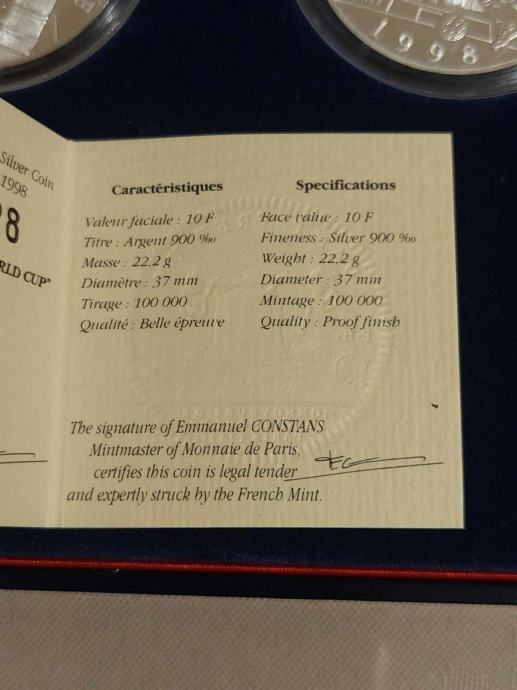 1998
Silver Coin
1998
8
RLD CUP"
Caractéristiques
Valeur faciale : 10 F
Titre : Argent 900 ‰
Masse : 22.2 g
Diamètre : 37 mm
Tirage : 100 000
Qualité : Belle épreuve
Specifications
Face value : 10 F
Fineness : Silver 900 ‰
Weight : 22.2 g
Diameter : 37 mm
Mintage : 100 000
Quality : Proof finish
The signature of Emmanuel CONSTANS
Mintmaster of Monnaie de Paris,
certifies this coin is legal tender
and expertly struck by the French Mint.